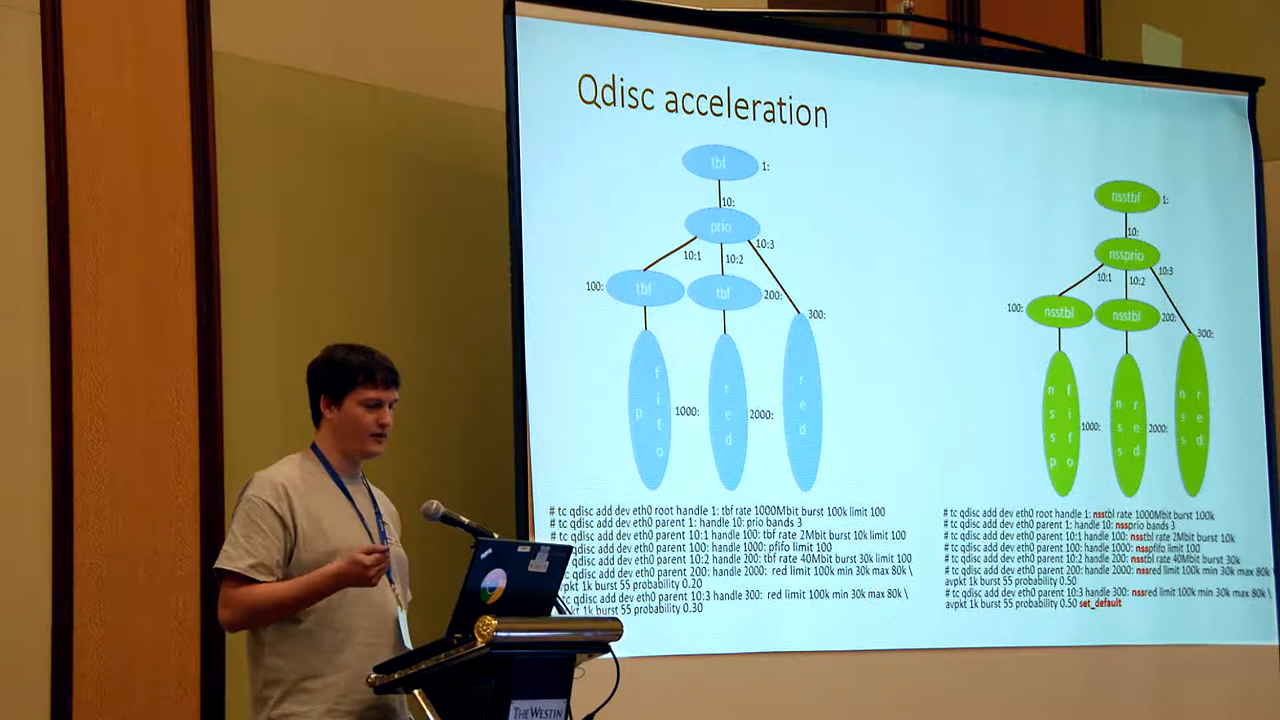 Qdisc acceleration
tbf 1:
10:
prio
10:1 10:2 10:3
100: tbf tbf 200:
300:
pfifo 1000: red 2000: red
# tc qdisc add dev eth0 root handle 1: tbf rate 1000Mbit burst 100k limit 100
# tc qdisc add dev eth0 parent 1: handle 10: prio bands 3
# tc qdisc add dev eth0 parent 10:1 handle 100: tbf rate 2Mbit burst 10k limit 100
# tc qdisc add dev eth0 parent 100: handle 1000: pfifo limit 100
# tc qdisc add dev eth0 parent 10:2 handle 200: tbf rate 40Mbit burst 30k limit 100
tc qdisc add dev eth0 parent 200: handle 2000: red limit 100k min 30k max 80k \
avpkt 1k burst 55 probability 0.20
# tc qdisc add dev eth0 parent 10:3 handle 300: red limit 100k min 30k max 80k \
avpkt 1k burst 55 probability 0.30
nsstbl 1:
10:
nssprio
10:1 10:2 10:3
100: nsstbl nsstbl 200:
300:
nsspfifo 1000: nssred 2000: nssred
# tc qdisc add dev eth0 root handle 1: nsstbl rate 1000Mbit burst 100k
# tc qdisc add dev eth0 parent 1: handle 10: nssprio bands 3
# tc qdisc add dev eth0 parent 10:1 handle 100: nsstbl rate 2Mbit burst 10k
# tc qdisc add dev eth0 parent 100: handle 1000: nsspfifo limit 100
# tc qdisc add dev eth0 parent 10:2 handle 200: nsstbl rate 40Mbit burst 30k
# tc qdisc add dev eth0 parent 200: handle 2000: nssred limit 100k min 30k max 80k \
avpkt 1k burst 55 probability 0.50
# tc qdisc add dev eth0 parent 10:3 handle 300: nssred limit 100k min 30k max 80k \
avpkt 1k burst 55 probability 0.50 set_default
THE WESTIN